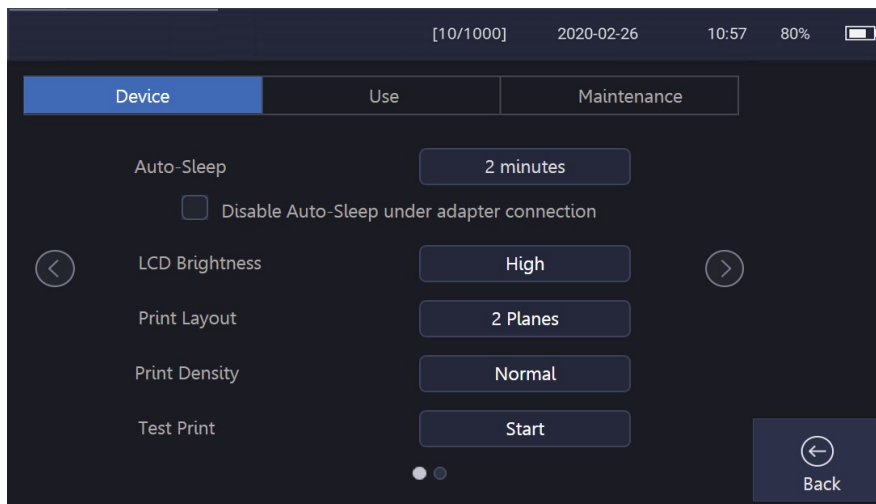 [10/1000] 2020-02-26 10:57 80%
Device Use Maintenance
Auto-Sleep 2 minutes
Disable Auto-Sleep under adapter connection
LCD Brightness High
Print Layout 2 Planes
Print Density Normal
Test Print Start
Back